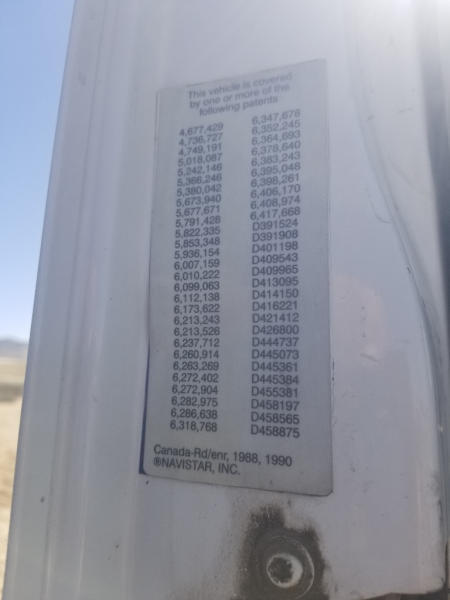 This vehicle is covered
by one or more of the
following patents
4,677,429 6,347,678
4,736,727 6,352,245
4,749,191 6,364,693
5,018,087 6,378,640
5,242,146 6,383,243
5,366,246 6,395,048
5,380,042 6,398,261
5,673,940 6,406,170
5,677,671 6,408,974
5,791,428 6,417,668
5,822,335 D391524
5,853,348 D391908
5,936,154 D401198
6,007,159 D409543
6,010,222 D409965
6,099,063 D413095
6,112,138 D414150
6,173,622 D416221
6,213,243 D421412
6,213,526 D426800
6,237,712 D444737
6,260,914 D445073
6,263,269 D445361
6,272,402 D445384
6,272,904 D455381
6,282,975 D458197
6,286,638 D458565
6,318,768 D458875
Canada-Rd/enr, 1988, 1990
®NAVISTAR, INC.